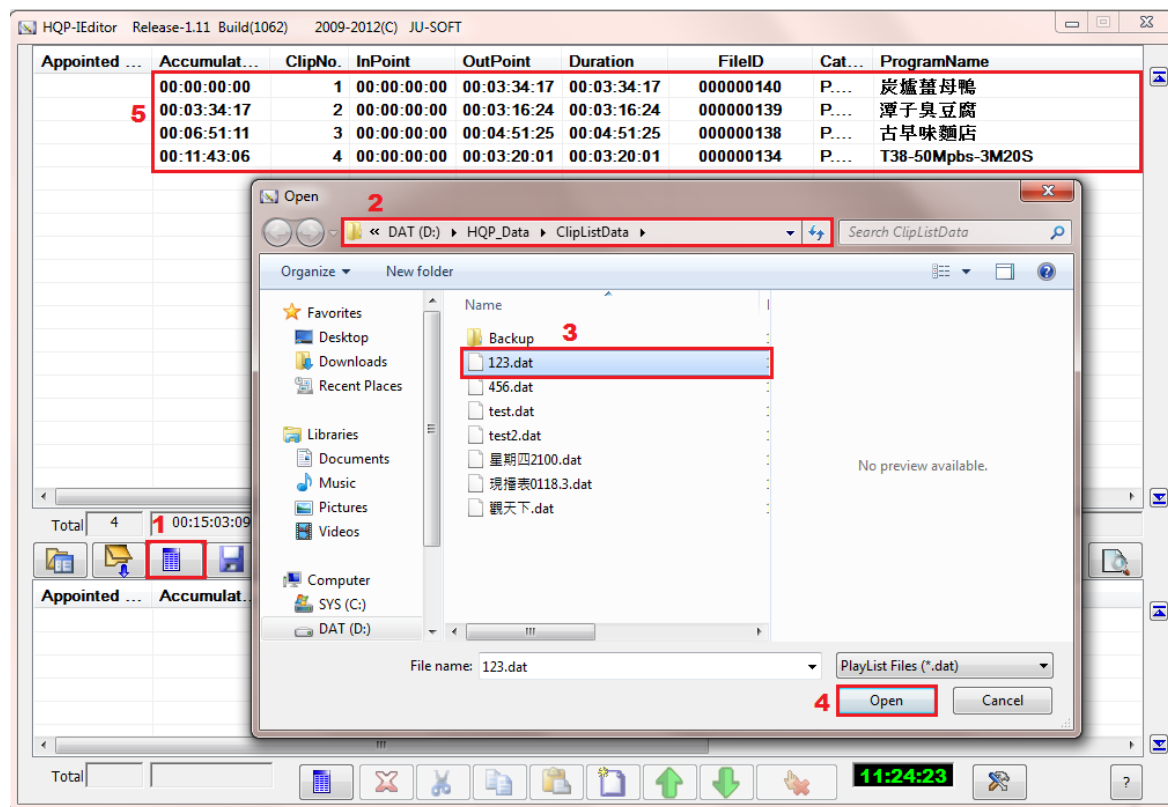 HQP-IEditor Release-1.11 Build(1062) 2009-2012(C) JU-SOFT
Appointed ... Accumulat... ClipNo. InPoint OutPoint Duration FileID Cat... ProgramName
00:00:00:00 1 00:00:00:00 00:03:34:17 00:03:34:17 000000140 P.... 炭爐薑母鴨
5 00:03:34:17 2 00:00:00:00 00:03:16:24 00:03:16:24 000000139 P.... 潭子臭豆腐
00:06:51:11 3 00:00:00:00 00:04:51:25 00:04:51:25 000000138 P.... 古早味麵店
00:11:43:06 4 00:00:00:00 00:03:20:01 00:03:20:01 000000134 P.... T38-50Mpbs-3M20S
Open
2
« DAT (D:) HQP_Data ClipListData
Search ClipListData
Organize New folder
Favorites
Desktop
Downloads
Recent Places
Libraries
Documents
Music
Pictures
Videos
Computer
SYS (C:)
DAT (D:)
Name
Backup 3
123.dat
456.dat
test.dat
test2.dat
星期四2100.dat
現播表0118.3.dat
觀天下.dat
No preview available.
File name: 123.dat
PlayList Files (*.dat)
4 Open Cancel
Total 4 1 00:15:03:09
Appointed ... Accumulat...
Total
11:24:23
?